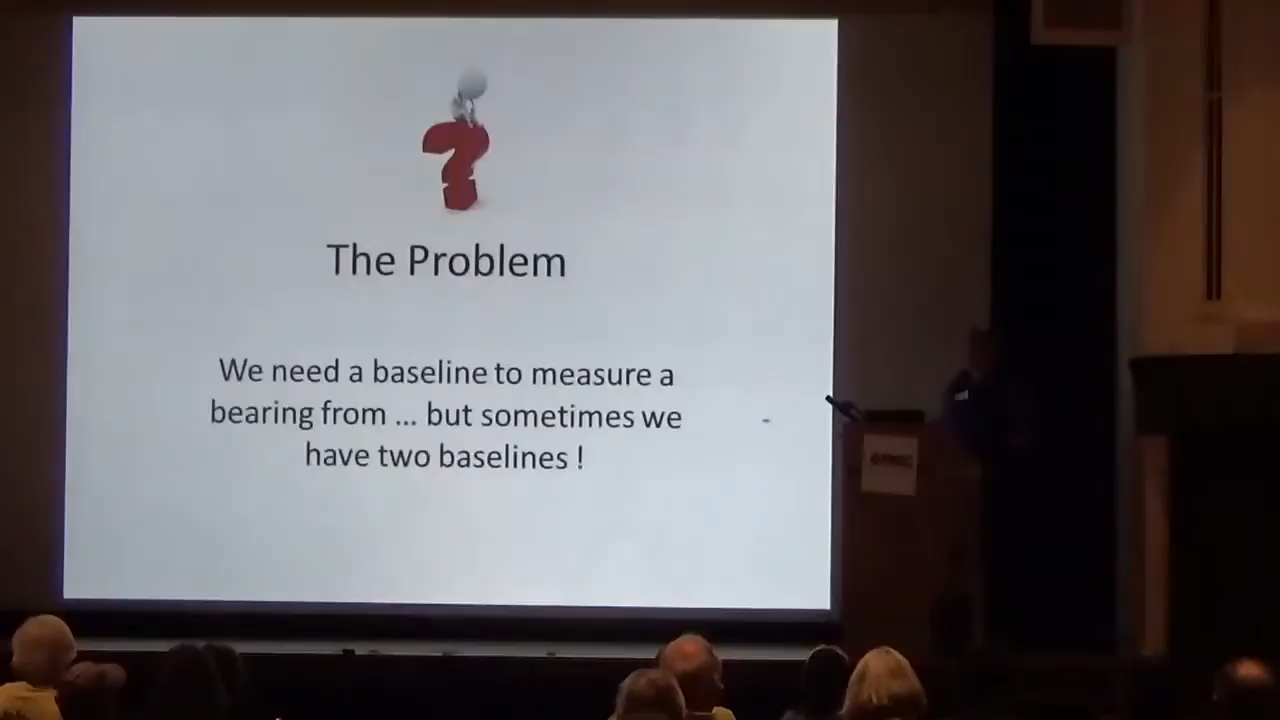 The Problem
We need a baseline to measure a
bearing from ... but sometimes we
have two baselines !